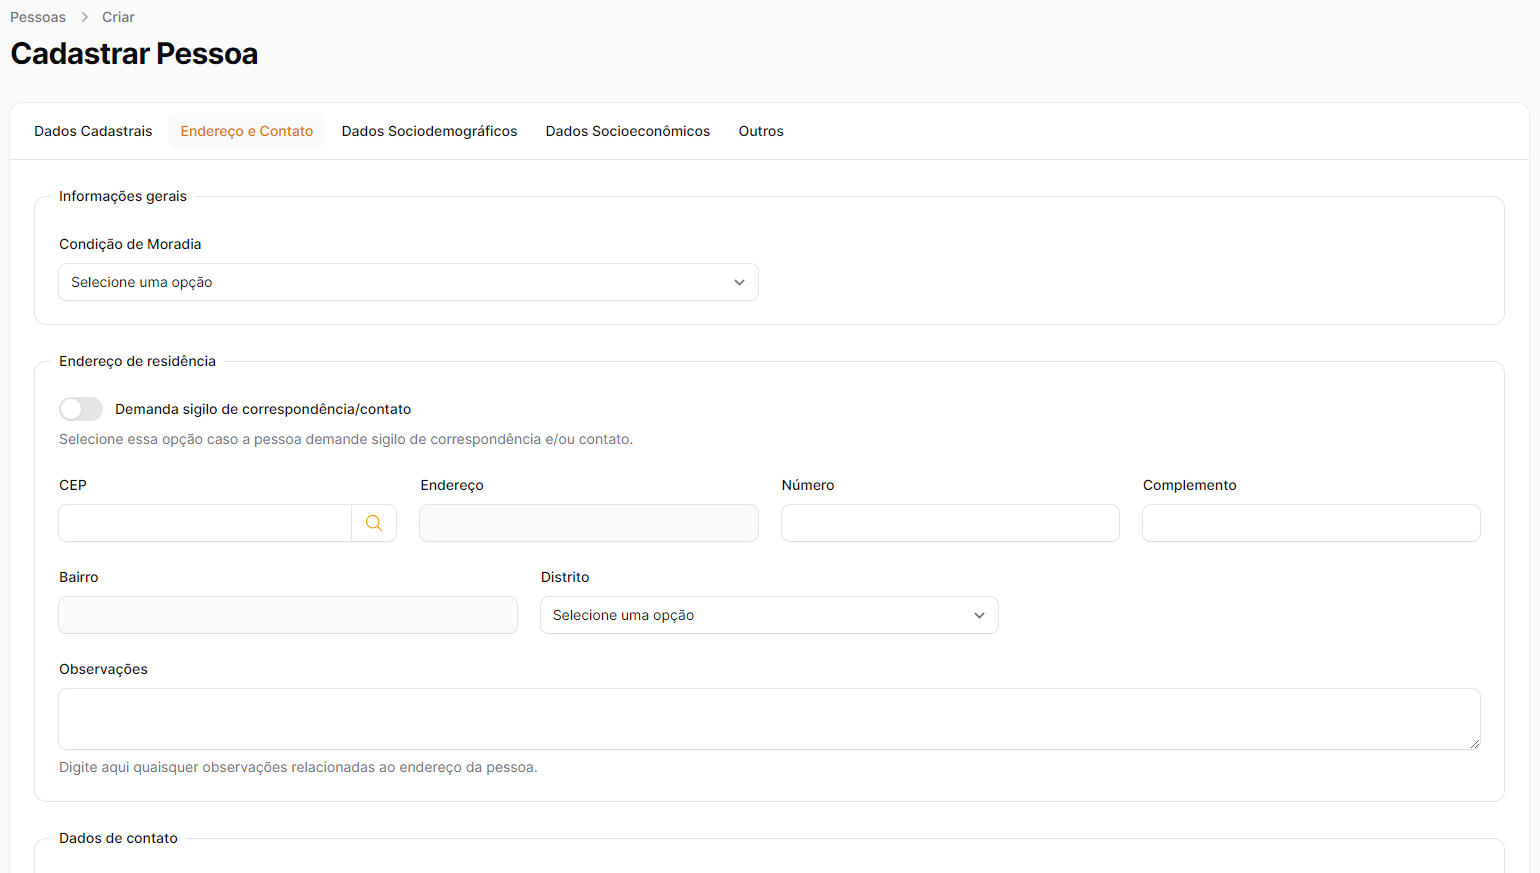 Pessoas > Criar
Cadastrar Pessoa
Dados Cadastrais Endereço e Contato Dados Sociodemográficos Dados Socioeconômicos Outros
Informações gerais
Condição de Moradia
Selecione uma opção
Endereço de residência
Demanda sigilo de correspondência/contato
Selecione essa opção caso a pessoa demande sigilo de correspondência e/ou contato.
CEP Endereço Número Complemento
Bairro Distrito
Selecione uma opção
Observações
Digite aqui quaisquer observações relacionadas ao endereço da pessoa.
Dados de contato